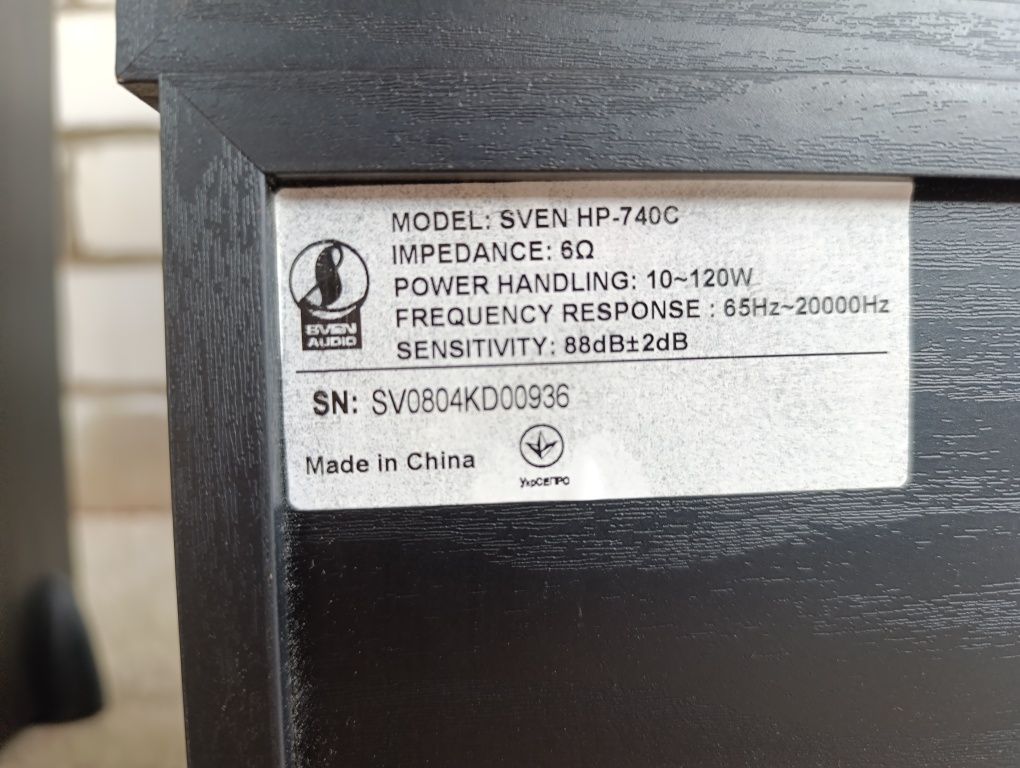 MODEL: SVEN HP-740C
IMPEDANCE: 6Ω
POWER HANDLING: 10~120W
FREQUENCY RESPONSE : 65Hz~20000Hz
SENSITIVITY: 88dB±2dB
SVEN
AUDIO
SN: SV0804KD00936
Made in China
УкрСЕПРО